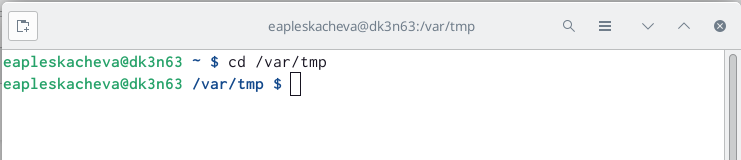 eapleskacheva@dk3n63:/var/tmp
eapleskacheva@dk3n63 ~ $ cd /var/tmp
eapleskacheva@dk3n63 /var/tmp $